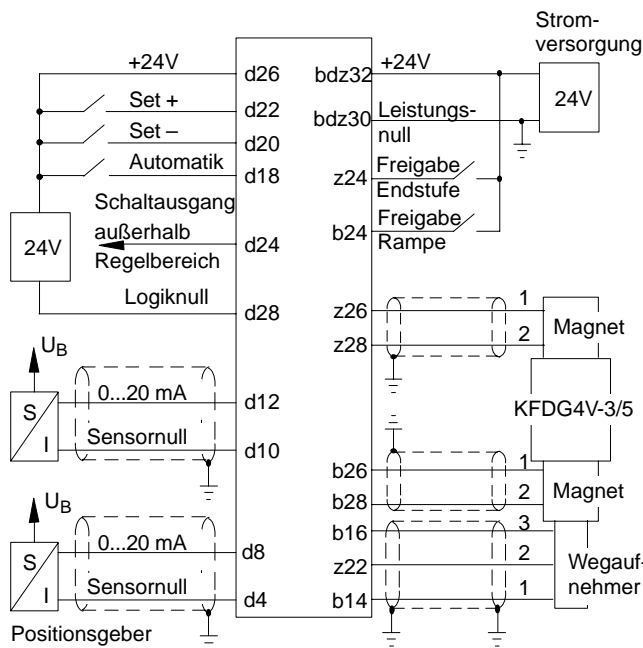 Strom-
versorgung
24V
+24V
d26
Set +
d22
Set –
d20
Automatik
d18
Schaltausgang
außerhalb
Regelbereich
d24
24V
Logiknull
d28
bdz32
+24V
bdz30
Leistungs-
null
z24
Freigabe
Endstufe
b24
Freigabe
Rampe
UB
S
I
0...20 mA
d12
Sensornull
d10
UB
S
I
0...20 mA
d8
Sensornull
d4
Positionsgeber
z26
1
z28
2
Magnet
KFDG4V-3/5
b26
1
b28
2
Magnet
b16
3
z22
2
b14
1
Wegauf-
nehmer